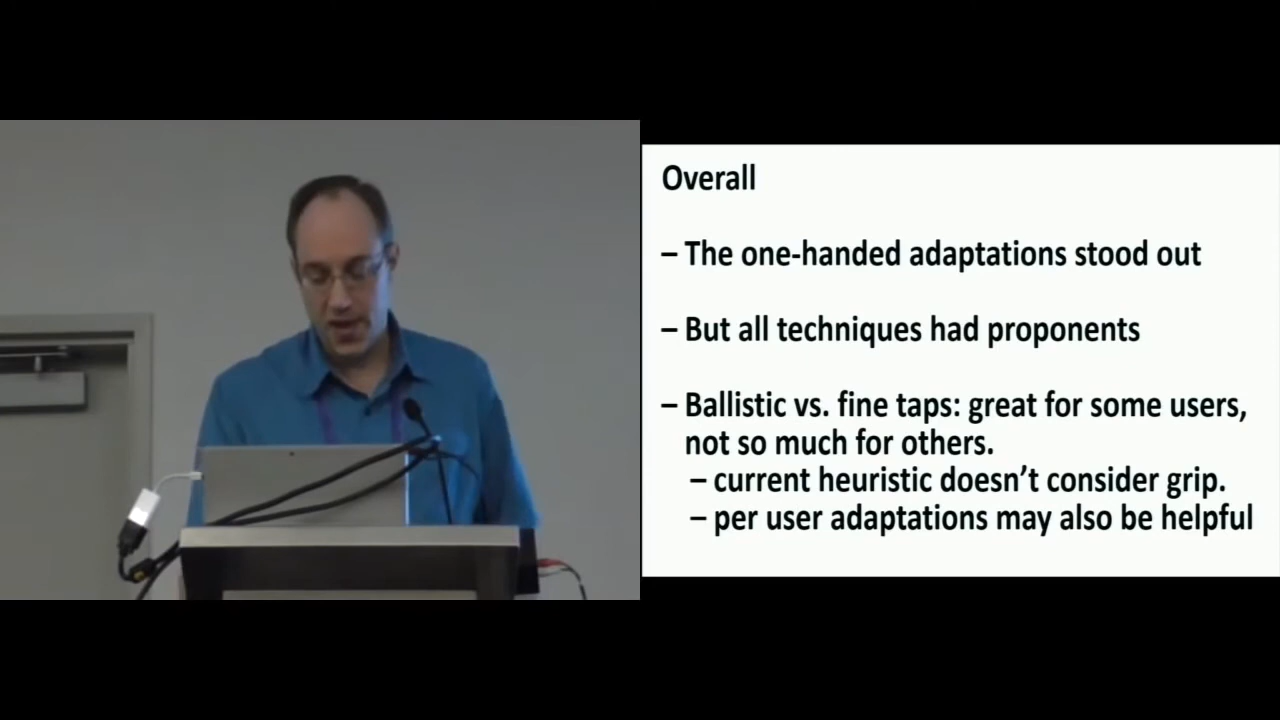 Overall
– The one-handed adaptations stood out
– But all techniques had proponents
– Ballistic vs. fine taps: great for some users,
not so much for others.
– current heuristic doesn’t consider grip.
– per user adaptations may also be helpful